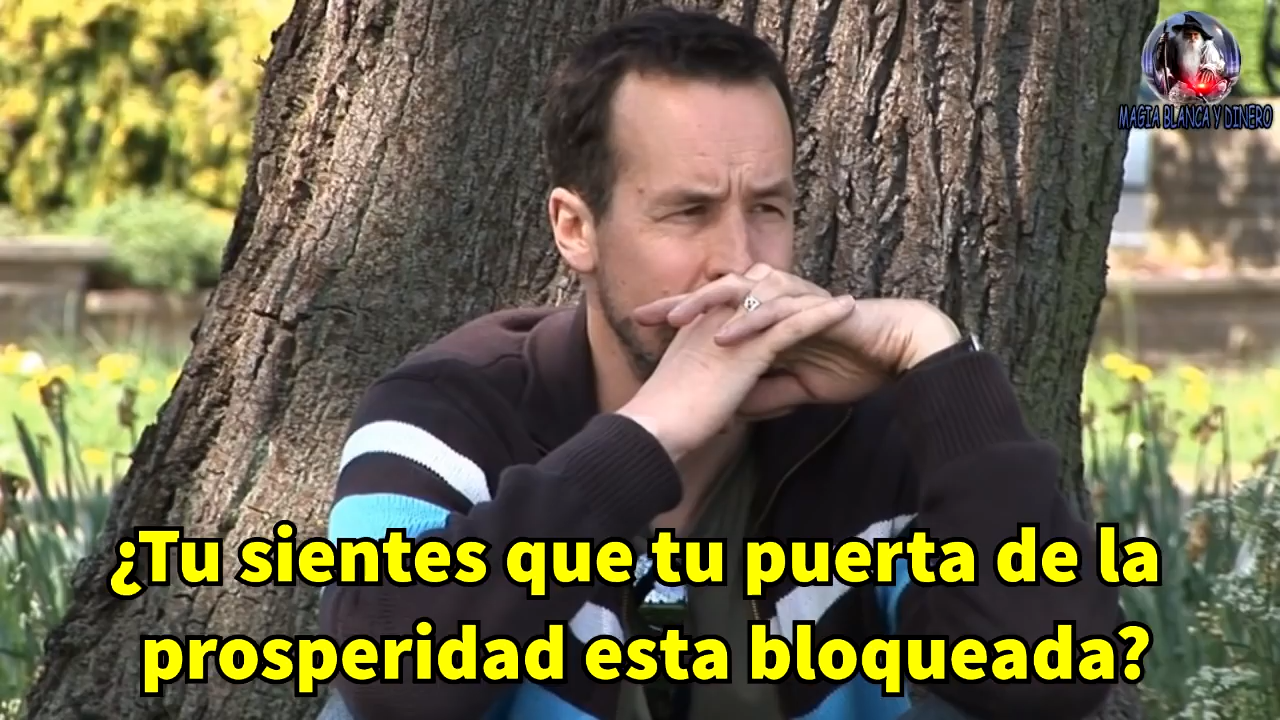 MAGIA BLANCA Y DINERO
¿Tu sientes que tu puerta de la
prosperidad esta bloqueada?